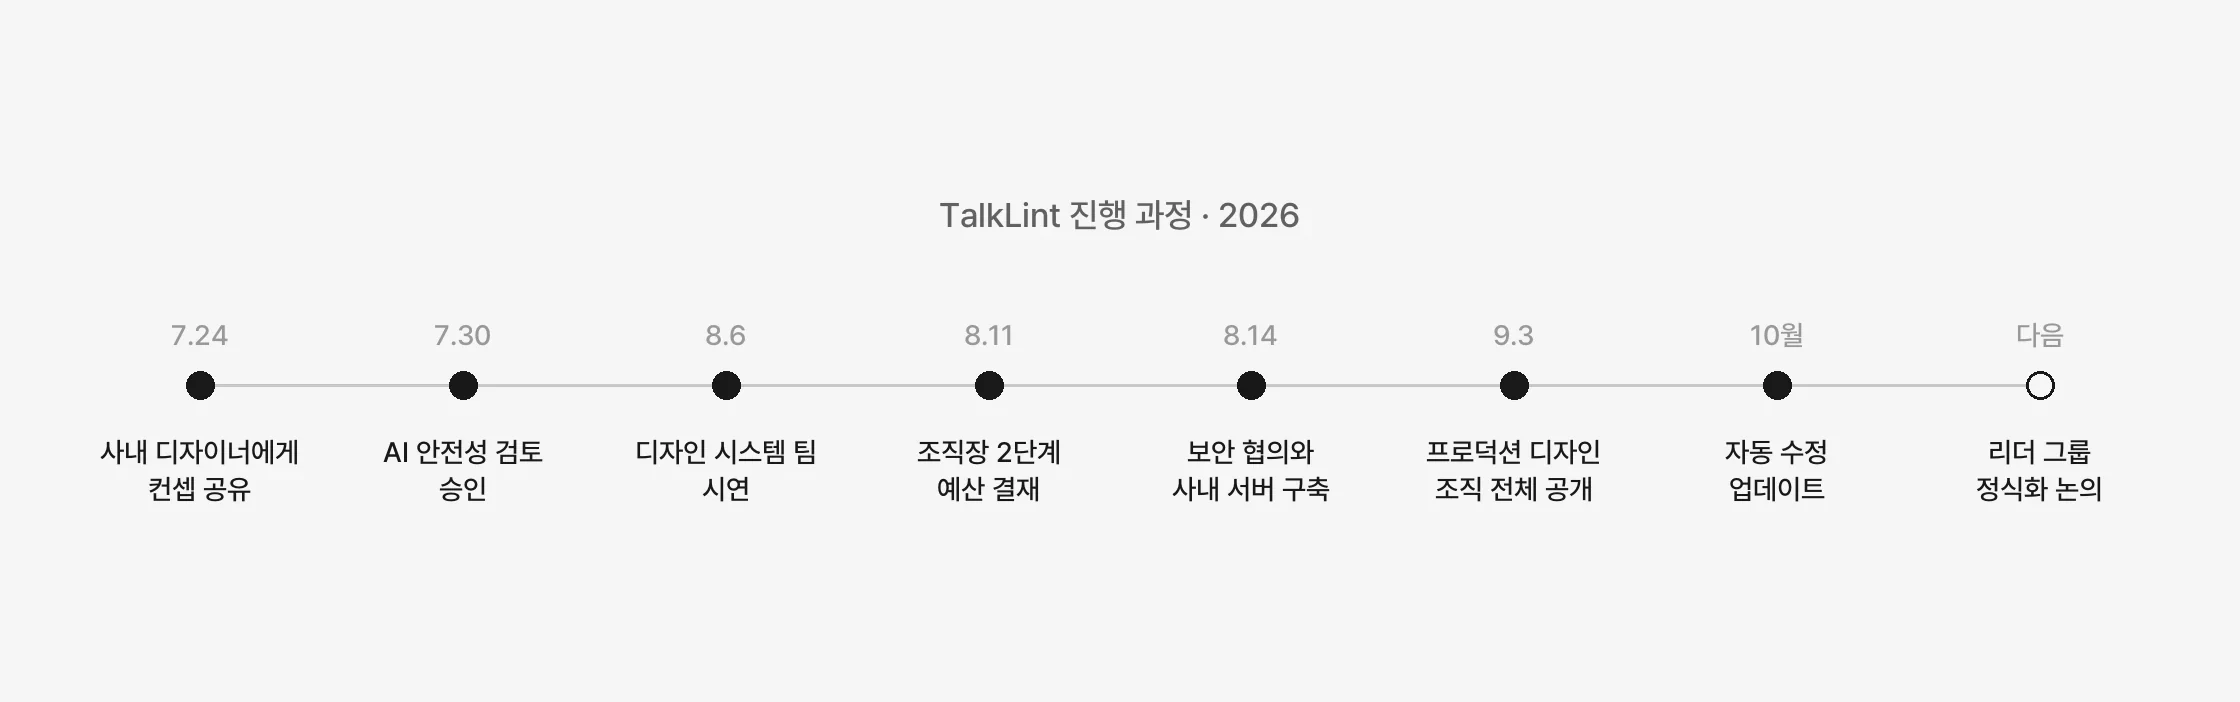 TalkLint 진행 과정 · 2026
7.24
사내 디자이너에게
컨셉 공유
7.30
AI 안전성 검토
승인
8.6
디자인 시스템 팀
시연
8.11
조직장 2단계
예산 결재
8.14
보안 협의와
사내 서버 구축
9.3
프로덕션 디자인
조직 전체 공개
10월
자동 수정
업데이트
다음
리더 그룹
정식화 논의